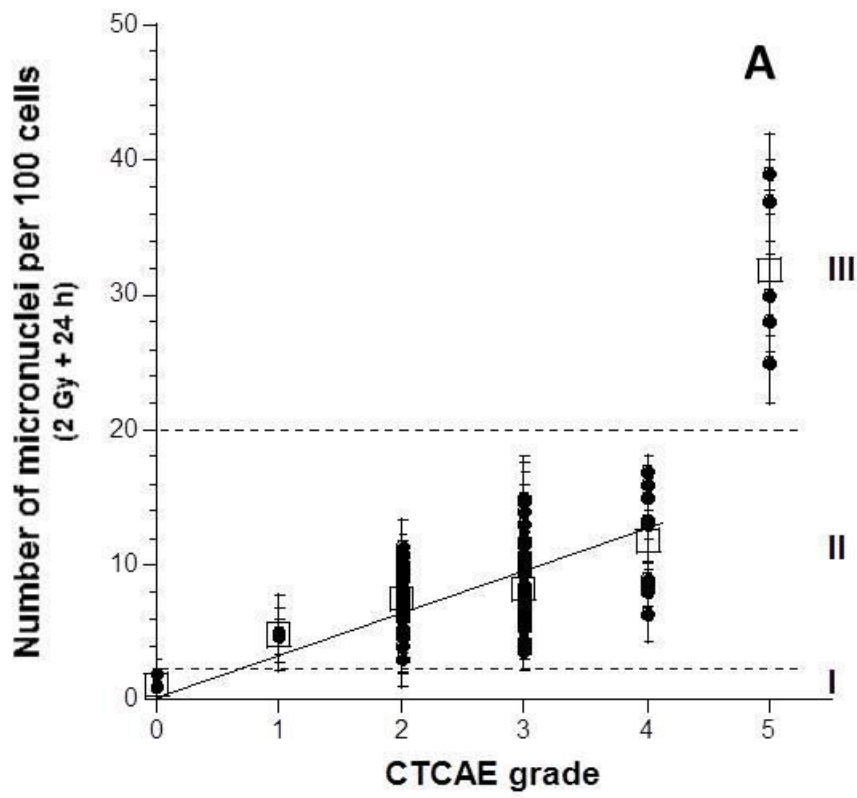 Number of micronuclei per 100 cells
(2 Gy + 24 h)
50
40
30
20
10
0
A
III
II
I
0 1 2 3 4 5
CTCAE grade